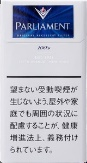 PARLIAMENT
100's
望まない受動喫煙が
生じないよう、屋外や家
庭でも周囲の状況に
配慮することが、健康
増進法上、義務付け
られています。